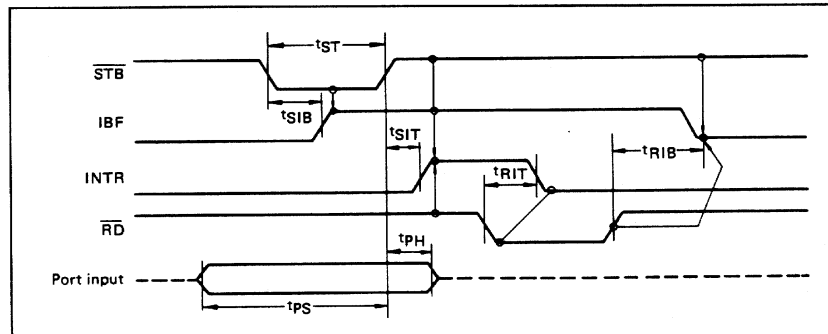 tST
STB
tSIB
IBF
tSIT
tRIB
INTR
tRIT
RD
tPH
Port input
tPS